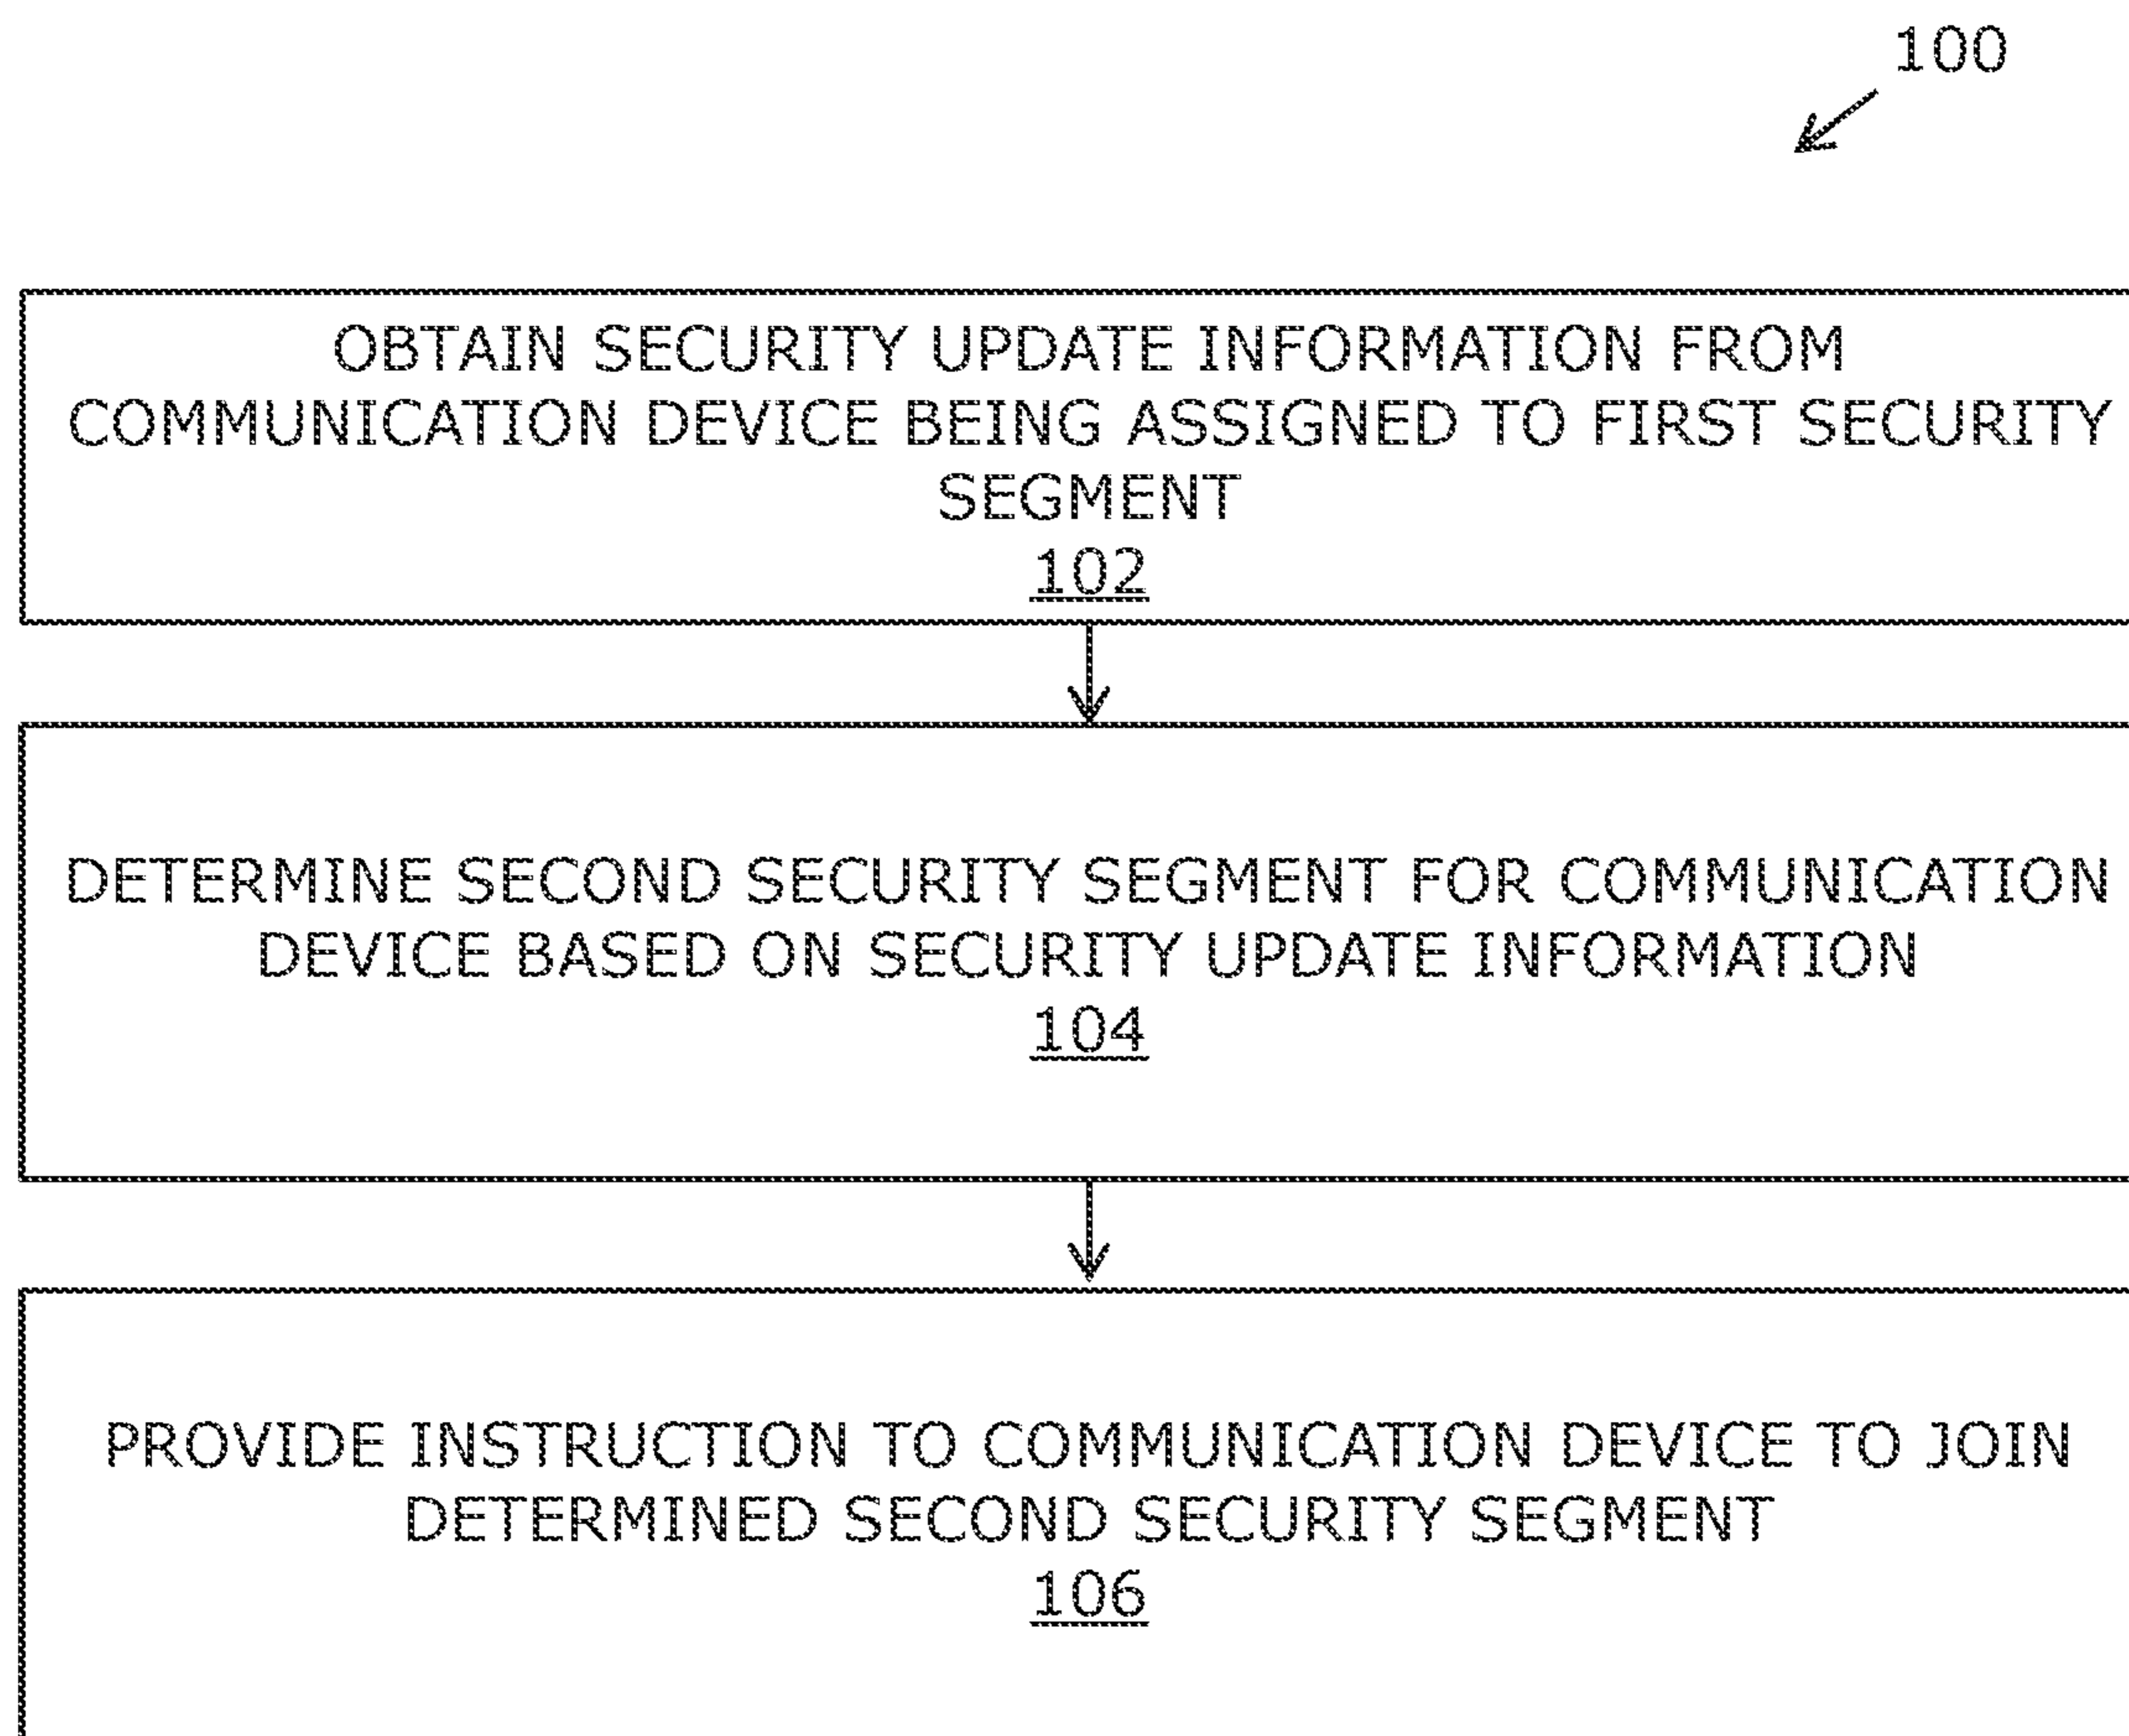 100
OBTAIN SECURITY UPDATE INFORMATION FROM
COMMUNICATION DEVICE BEING ASSIGNED TO FIRST SECURITY
SEGMENT
102
DETERMINE SECOND SECURITY SEGMENT FOR COMMUNICATION
DEVICE BASED ON SECURITY UPDATE INFORMATION
104
PROVIDE INSTRUCTION TO COMMUNICATION DEVICE TO JOIN
DETERMINED SECOND SECURITY SEGMENT
106